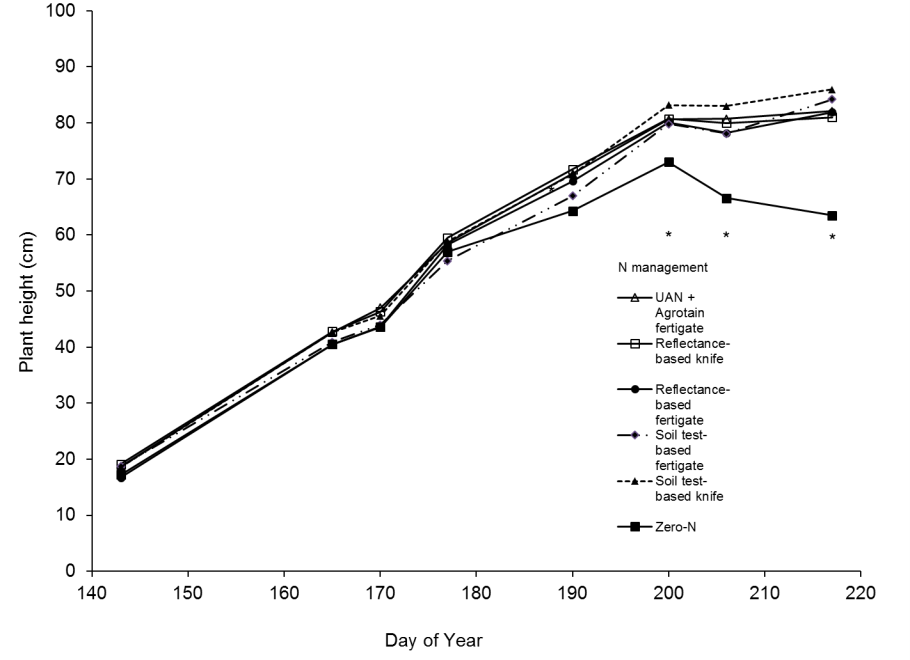 100
90
80
70
60
50
40
30
20
10
0
140 150 160 170 180 190 200 210 220
Plant height (cm)
Day of Year
* * *
N management
UAN +
Agrotain
fertigate
Reflectance-
based knife
Reflectance-
based
fertigate
Soil test-
based
fertigate
Soil test-
based knife
Zero-N